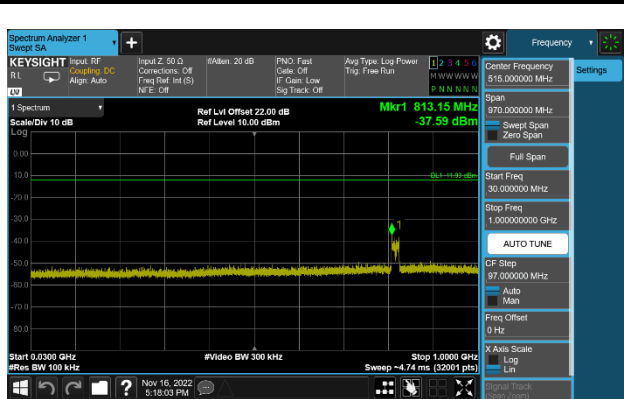 Spectrum Analyzer 1
Swept SA
Frequency
KEYSIGHT
R L
Input: RF
Coupling: DC
Align: Auto
Input Z: 50 Ω
Corrections: Off
Freq Ref: Int (S)
NFE: Off
#Atten: 20 dB
PNO: Fast
Gate: Off
IF Gain: Low
Sig Track: Off
Avg Type: Log-Power
Trig: Free Run
1 2 3 4 5 6
M W W W W W
P N N N N N
1 Spectrum
Scale/Div 10 dB
Log
Ref Lvl Offset 22.00 dB
Ref Level 10.00 dBm
Mkr1 813.15 MHz
-37.59 dBm
0.00
-10.0
-20.0
-30.0
-40.0
-50.0
-60.0
-70.0
-80.0
DL1 -11.93 dBm
1
Start 0.0300 GHz
#Res BW 100 kHz
#Video BW 300 kHz
Stop 1.0000 GHz
Sweep ~4.74 ms (32001 pts)
Nov 16, 2022
5:18:03 PM
Center Frequency
515.000000 MHz
Settings
Span
970.000000 MHz
Swept Span
Zero Span
Full Span
Start Freq
30.000000 MHz
Stop Freq
1.000000000 GHz
AUTO TUNE
CF Step
97.000000 MHz
Auto
Man
Freq Offset
0 Hz
X Axis Scale
Log
Lin
Signal Track
(Span Zoom)